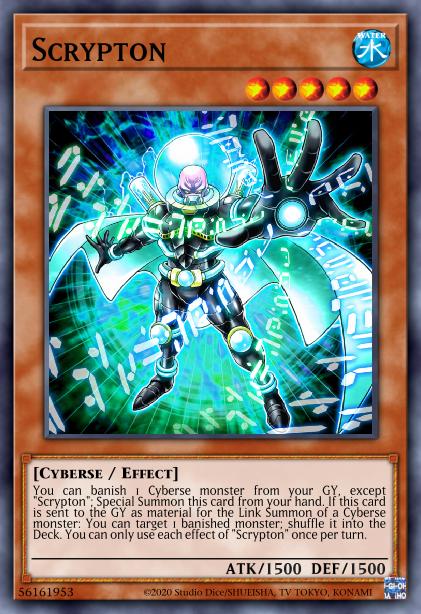 SCRYPTON
WATER
水
[CYBERSE / EFFECT]
You can banish 1 Cyberse monster from your GY, except
"Scrypton"; Special Summon this card from your hand. If this card
is sent to the GY as material for the Link Summon of a Cyberse
monster: You can target 1 banished monster; shuffle it into the
Deck. You can only use each effect of "Scrypton" once per turn.
ATK/1500 DEF/1500
56161953
©2020 Studio Dice/SHUEISHA, TV TOKYO, KONAMI